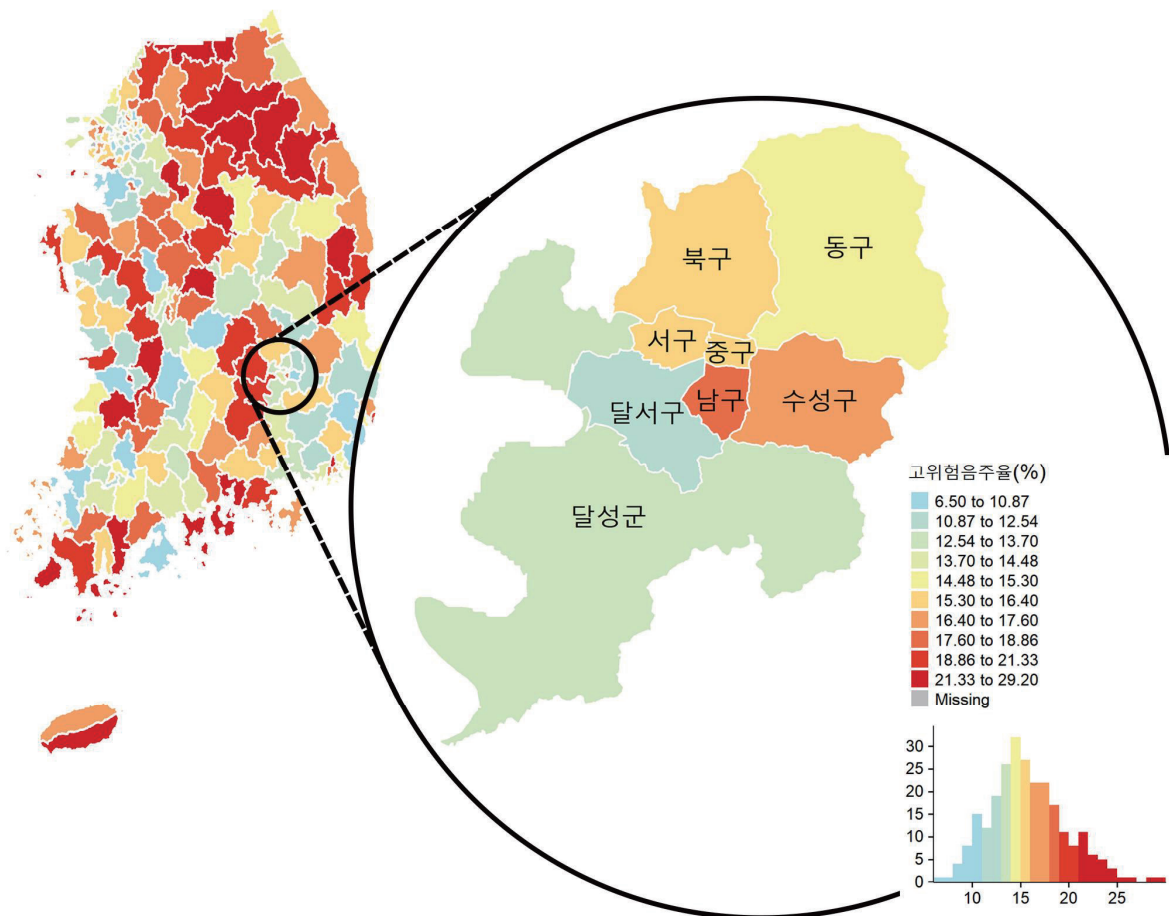 북구
동구
서구
중구
달서구
남구
수성구
달성군
고위험음주율(%)
6.50 to 10.87
10.87 to 12.54
12.54 to 13.70
13.70 to 14.48
14.48 to 15.30
15.30 to 16.40
16.40 to 17.60
17.60 to 18.86
18.86 to 21.33
21.33 to 29.20
Missing
30
25
20
15
10
5
0
10 15 20 25